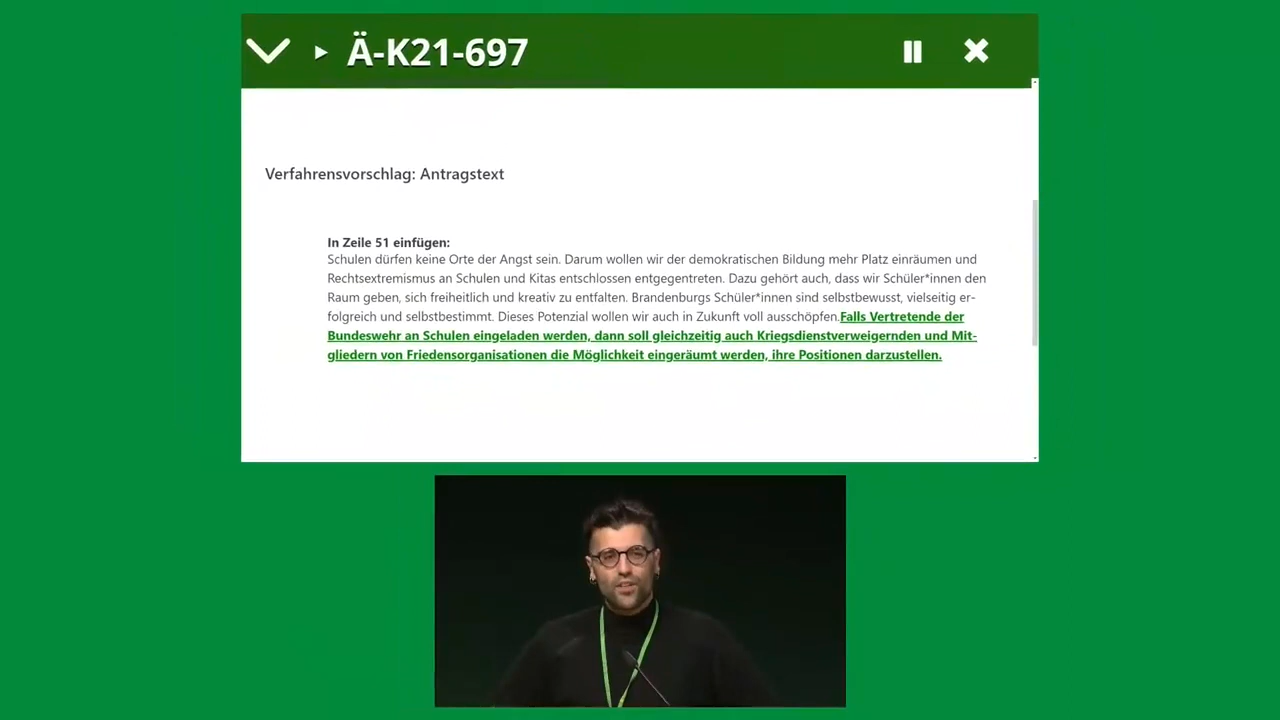 Ä-K21-697
Verfahrensvorschlag: Antragstext
In Zeile 51 einfügen:
Schulen dürfen keine Orte der Angst sein. Darum wollen wir der demokratischen Bildung mehr Platz einräumen und
Rechtsextremismus an Schulen und Kitas entschlossen entgegentreten. Dazu gehört auch, dass wir Schüler*innen den
Raum geben, sich freiheitlich und kreativ zu entfalten. Brandenburgs Schüler*innen sind selbstbewusst, vielseitig er-
folgreich und selbstbestimmt. Dieses Potenzial wollen wir auch in Zukunft voll ausschöpfen.Falls Vertretende der
Bundeswehr an Schulen eingeladen werden, dann soll gleichzeitig auch Kriegsdienstverweigernden und Mit-
gliedern von Friedensorganisationen die Möglichkeit eingeräumt werden, ihre Positionen darzustellen.